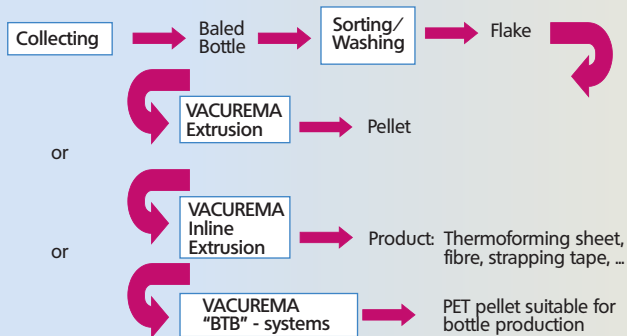 Collecting
Baled
Bottle
Sorting/
Washing
Flake
VACUREMA
Extrusion
Pellet
or
VACUREMA
Inline
Extrusion
Product: Thermoforming sheet,
fibre, strapping tape, ...
or
VACUREMA
"BTB" - systems
PET pellet suitable for
bottle production